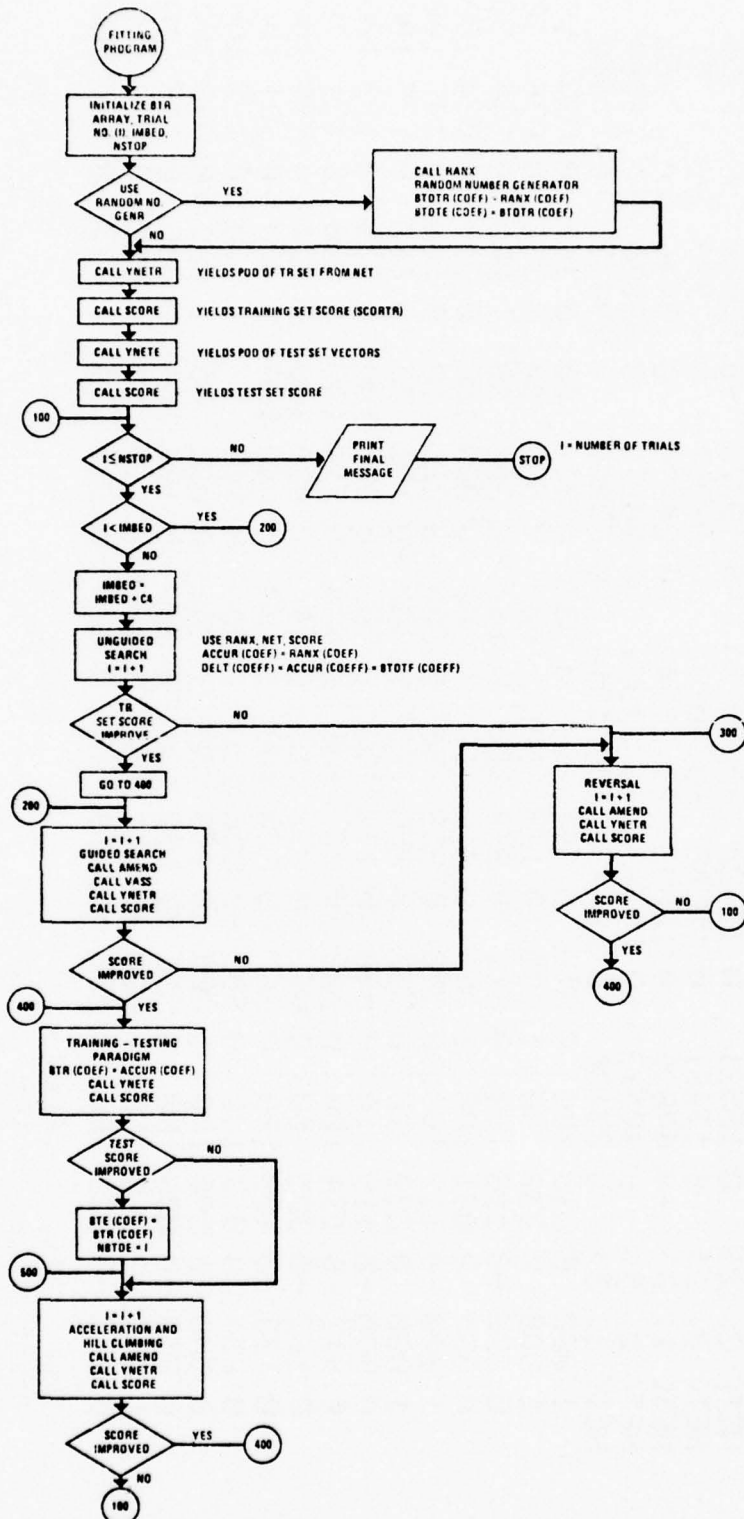 FITTING
PROGRAM
INITIALIZE BTR
ARRAY, TRIAL
NO. (I), IMBED,
NSTOP
USE
RANDOM NO.
GENR
YES
NO
CALL RANX
RANDOM NUMBER GENERATOR
BTOTR (COEF) = RANX (COEF)
BTOTE (COEF) = BTOTR (COEF)
CALL YNETR
YIELDS POD OF TR SET FROM NET
CALL SCORE
YIELDS TRAINING SET SCORE (SCORTR)
CALL YNETE
YIELDS POD OF TEST SET VECTORS
CALL SCORE
YIELDS TEST SET SCORE
100
I ≤ NSTOP
NO
YES
PRINT
FINAL
MESSAGE
STOP
I = NUMBER OF TRIALS
I < IMBED
YES
200
NO
IMBED =
IMBED + C4
UNGUIDED
SEARCH
I = I + 1
USE RANX, NET, SCORE
ACCUR (COEF) = RANX (COEF)
DELT (COEFF) = ACCUR (COEFF) = BTOTF (COEFF)
TR
SET SCORE
IMPROVE
NO
YES
GO TO 400
200
300
REVERSAL
I = I + 1
CALL AMEND
CALL YNETR
CALL SCORE
SCORE
IMPROVED
NO
100
YES
400
I = I + 1
GUIDED SEARCH
CALL AMEND
CALL VASS
CALL YNETR
CALL SCORE
SCORE
IMPROVED
NO
YES
400
TRAINING – TESTING
PARADIGM
BTR (COEF) = ACCUR (COEF)
CALL YNETE
CALL SCORE
TEST
SCORE
IMPROVED
NO
YES
BTE (COEF) =
BTR (COEF)
NBTOE = I
500
I = I + 1
ACCELERATION AND
HILL CLIMBING
CALL AMEND
CALL YNETR
CALL SCORE
SCORE
IMPROVED
YES
400
NO
100